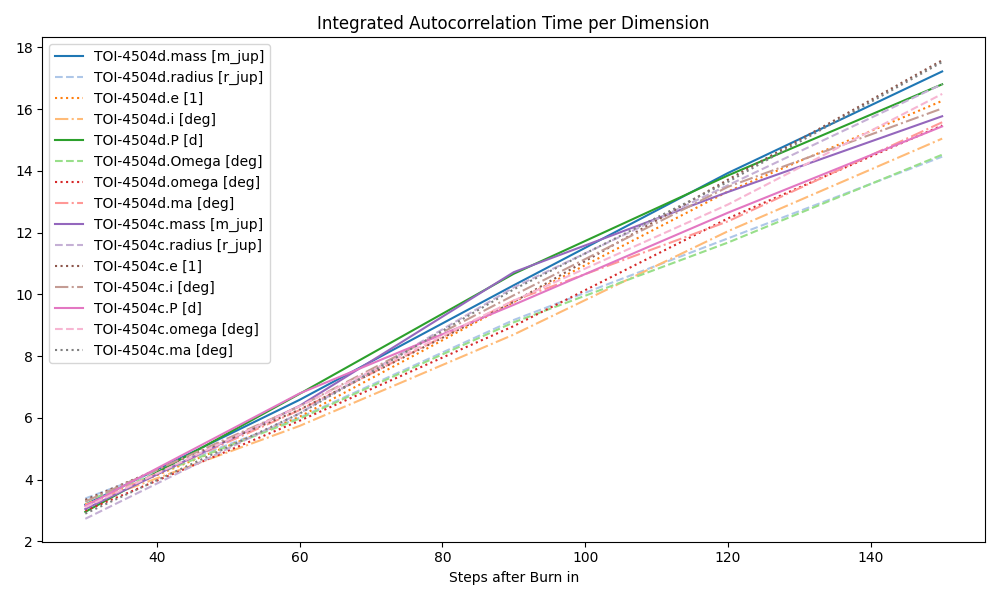 Integrated Autocorrelation Time per Dimension
18
16
14
12
10
8
6
4
2
TOI-4504d.mass [m_jup]
TOI-4504d.radius [r_jup]
TOI-4504d.e [1]
TOI-4504d.i [deg]
TOI-4504d.P [d]
TOI-4504d.Omega [deg]
TOI-4504d.omega [deg]
TOI-4504d.ma [deg]
TOI-4504c.mass [m_jup]
TOI-4504c.radius [r_jup]
TOI-4504c.e [1]
TOI-4504c.i [deg]
TOI-4504c.P [d]
TOI-4504c.omega [deg]
TOI-4504c.ma [deg]
40 60 80 100 120 140
Steps after Burn in